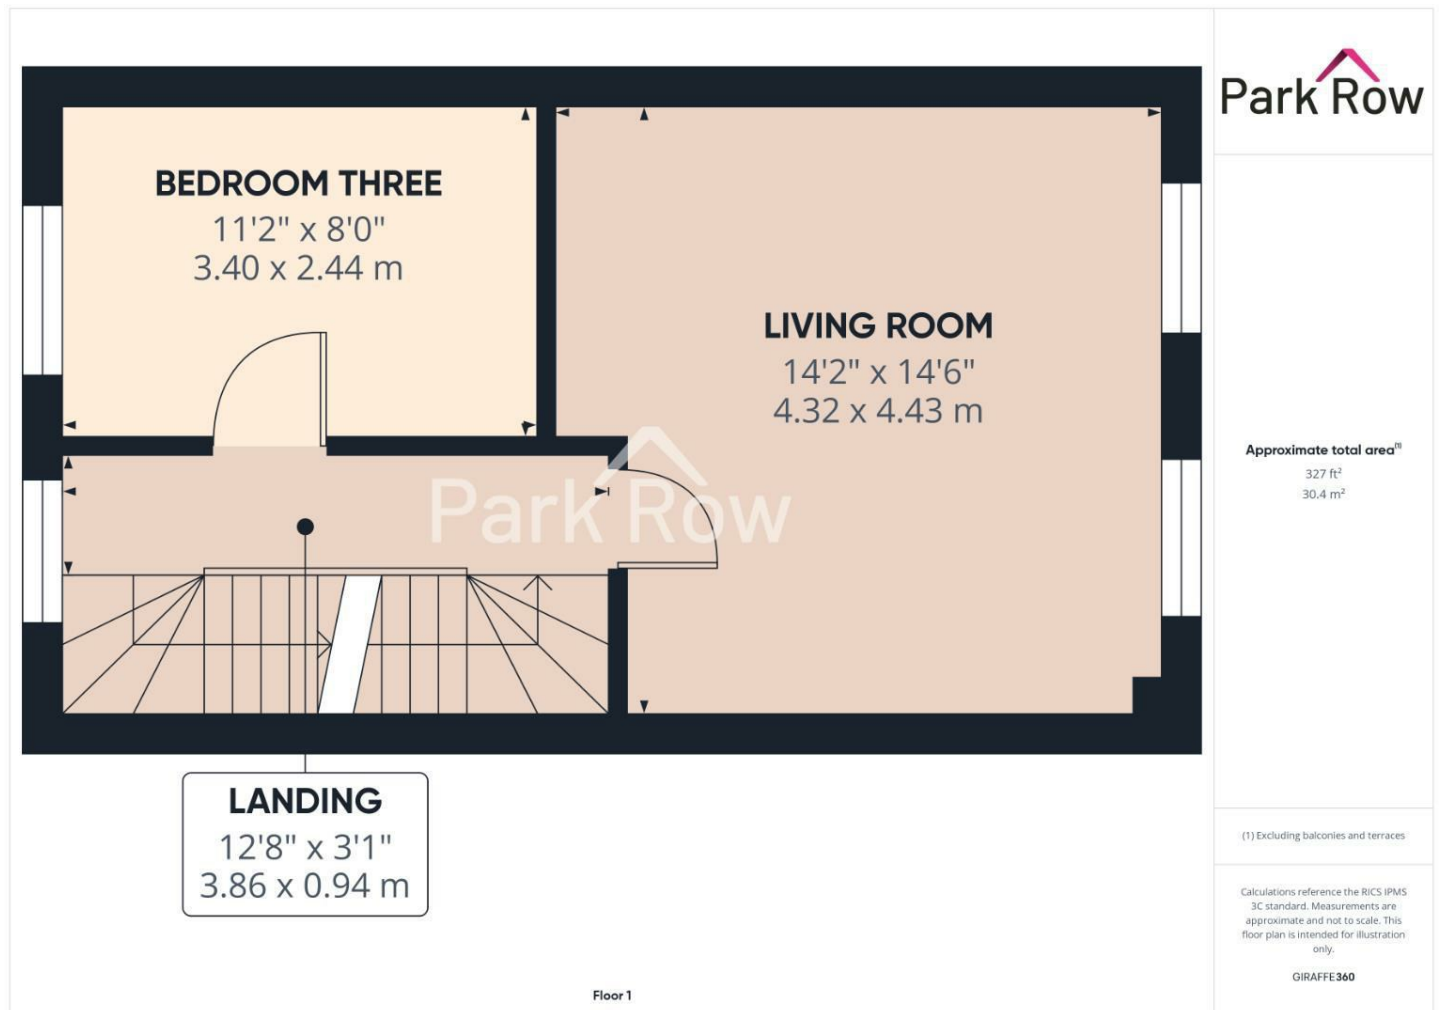 Park Row
BEDROOM THREE
11'2" x 8'0"
3.40 x 2.44 m
LIVING ROOM
14'2" x 14'6"
4.32 x 4.43 m
Park Row
Approximate total area⁽¹⁾
327 ft²
30.4 m²
LANDING
12'8" x 3'1"
3.86 x 0.94 m
(1) Excluding balconies and terraces
Calculations reference the RICS IPMS
3C standard. Measurements are
approximate and not to scale. This
floor plan is intended for illustration
only.
GIRAFFE360
Floor 1